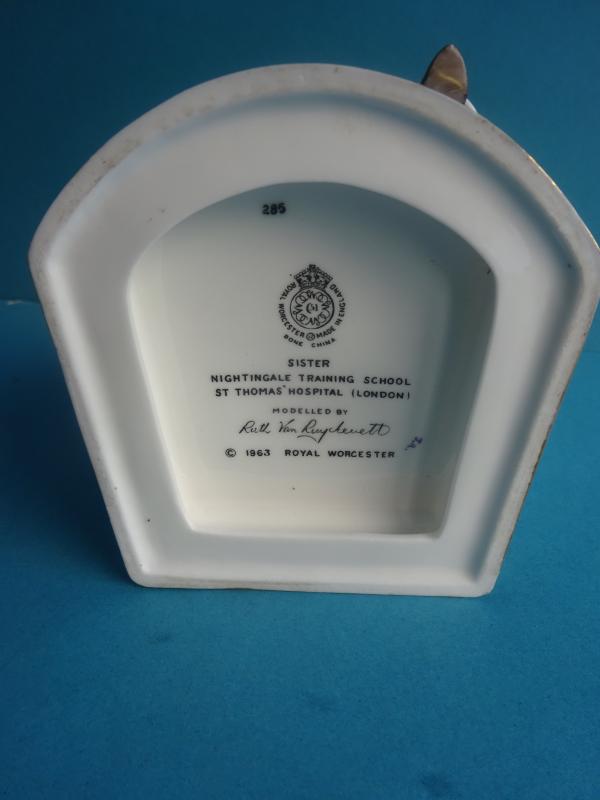 285
ROYAL WORCESTER MADE IN ENGLAND
51
BONE CHINA
SISTER
NIGHTINGALE TRAINING SCHOOL
ST THOMAS' HOSPITAL (LONDON)
MODELLED BY
Ruth Van Ruyckevelt
© 1963 ROYAL WORCESTER